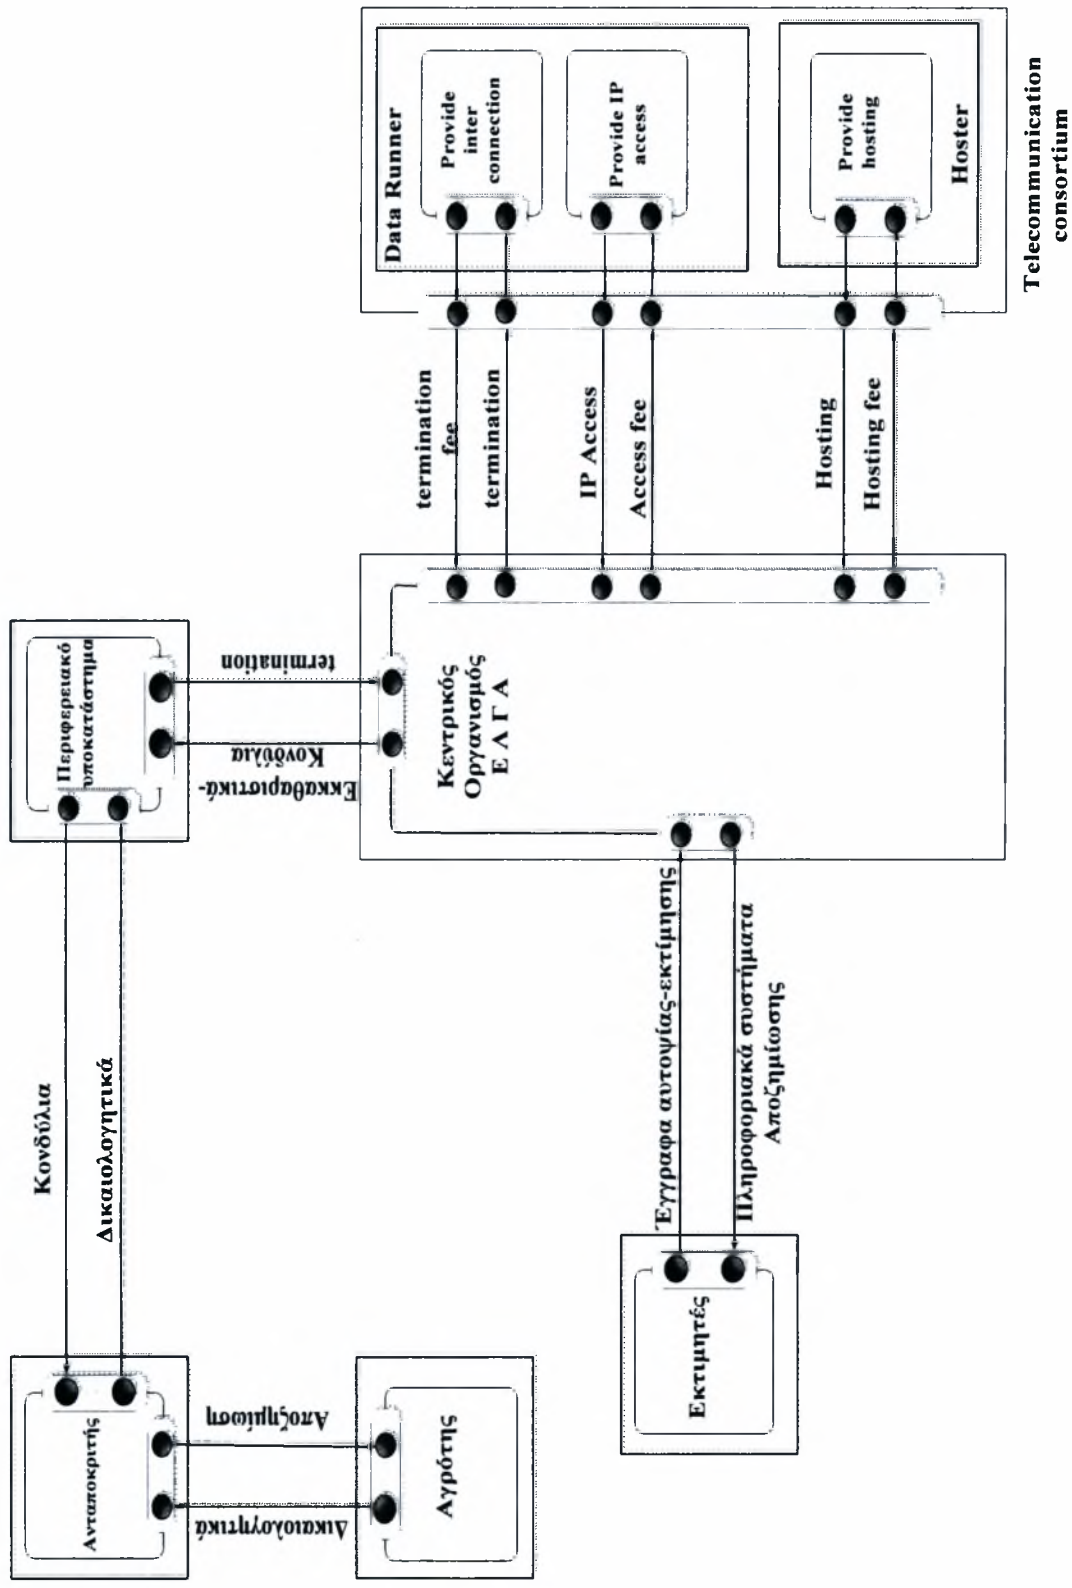 Ανταποκριτής
Κονδύλια
Δικαιολογητικά
Περιφερειακό
υποκατάστημα
Δικαιολογητικά
Αποζημίωση
Εκκαθαριστικά-
Κονδύλια
termination
Αγρότης
Κεντρικός
Οργανισμός
Ε Λ Γ Α
termination
fee
termination
IP Access
Access fee
Hosting
Hosting fee
Data Runner
Provide
inter
connection
Provide IP
access
Provide
hosting
Hoster
Telecommunication
consortium
Εκτιμητές
Έγγραφα αυτοψίας-εκτίμησης
Πληροφοριακά συστήματα
Αποζημίωσης